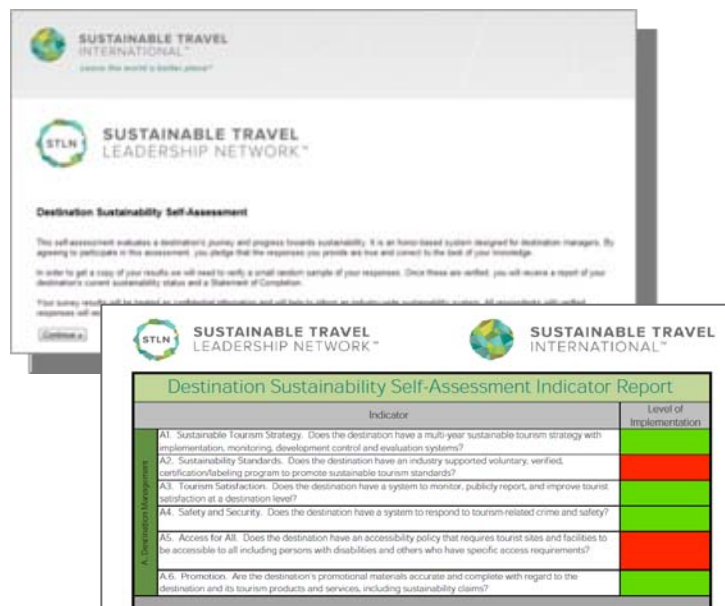 SUSTAINABLE TRAVEL
INTERNATIONAL™
Leave the world a better place™
STLN
SUSTAINABLE TRAVEL
LEADERSHIP NETWORK™
Destination Sustainability Self-Assessment
This self-assessment evaluates a destination's journey and progress towards sustainability. It is an honor-based system designed for destination managers. By
agreeing to participate in this assessment, you pledge that the responses you provide are true and correct to the best of your knowledge.
In order to get a copy of your results we will need to verify a small random sample of your responses. Once these are verified, you will receive a report of your
destination's current sustainability status and a Statement of Completion.
Your survey results will be treated as confidential information and will help to inform an industry-wide sustainability system. All respondents with verified
responses will
Continue »
STLN
SUSTAINABLE TRAVEL
LEADERSHIP NETWORK™
SUSTAINABLE TRAVEL
INTERNATIONAL™
Destination Sustainability Self-Assessment Indicator Report
Indicator
Level of
Implementation
A. Destination Management
A1. Sustainable Tourism Strategy. Does the destination have a multi-year sustainable tourism strategy with
implementation, monitoring, development control and evaluation systems?
A2. Sustainability Standards. Does the destination have an industry supported voluntary, verified,
certification/labeling program to promote sustainable tourism standards?
A3. Tourism Satisfaction. Does the destination have a system to monitor, publicly report, and improve tourist
satisfaction at a destination level?
A4. Safety and Security. Does the destination have a system to respond to tourism-related crime and safety?
A5. Access for All. Does the destination have an accessibility policy that requires tourist sites and facilities to
be accessible to all including persons with disabilities and others who have specific access requirements?
A.6. Promotion. Are the destination's promotional materials accurate and complete with regard to the
destination and its tourism products and services, including sustainability claims?